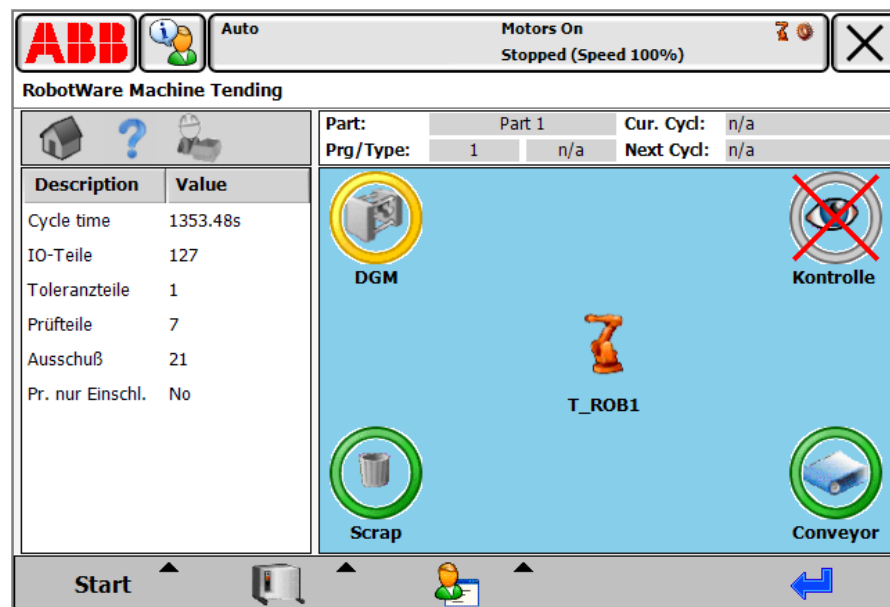 ABB
Auto
Motors On
Stopped (Speed 100%)
RobotWare Machine Tending
Part: Part 1 Cur. Cycl: n/a
Prg/Type: 1 n/a Next Cycl: n/a
Description Value
Cycle time 1353.48s
IO-Teile 127
Toleranzteile 1
Prüfteile 7
Ausschuß 21
Pr. nur Einschl. No
DGM
Kontrolle
T_ROB1
Scrap
Conveyor
Start